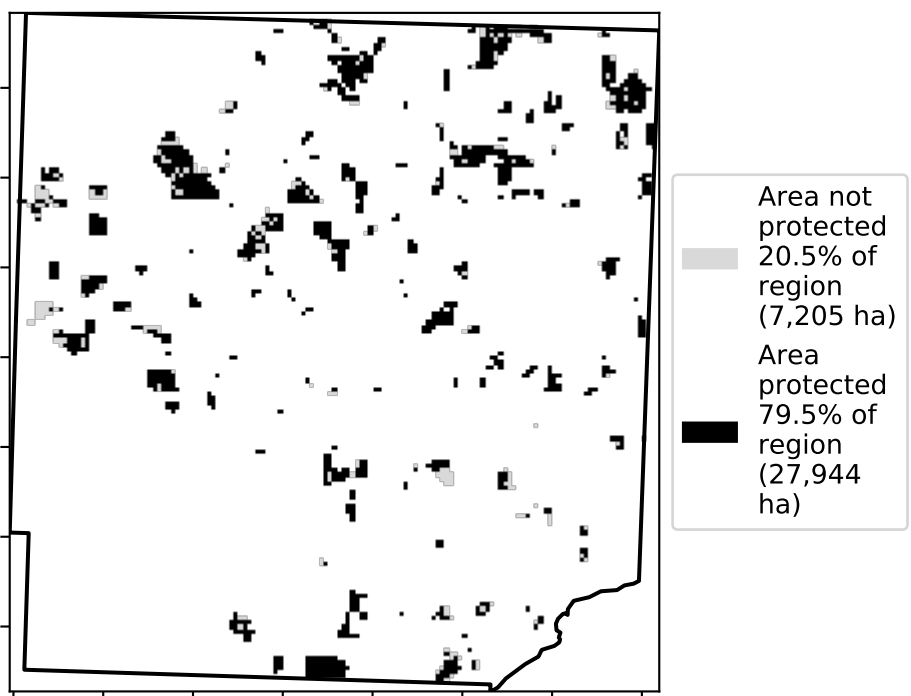 Area not
protected
20.5% of
region
(7,205 ha)
Area
protected
79.5% of
region
(27,944
ha)